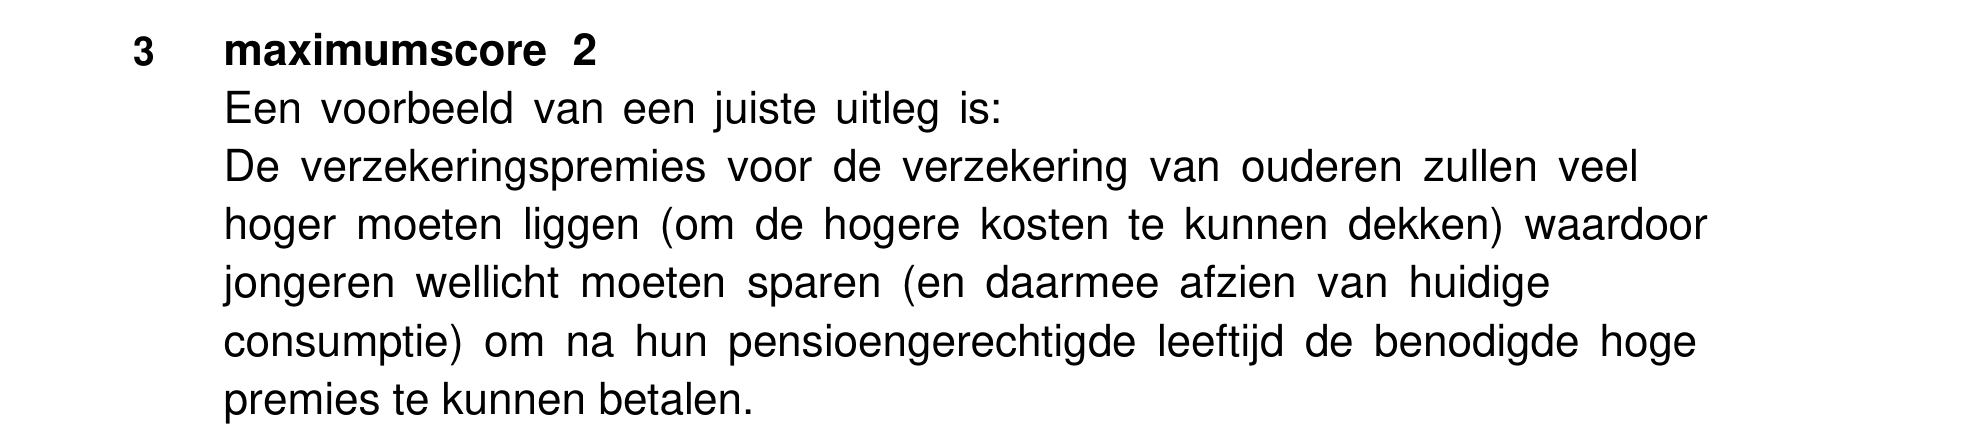 3 maximumscore 2
Een voorbeeld van een juiste uitleg is:
De verzekeringspremies voor de verzekering van ouderen zullen veel
hoger moeten liggen (om de hogere kosten te kunnen dekken) waardoor
jongeren wellicht moeten sparen (en daarmee afzien van huidige
consumptie) om na hun pensioengerechtigde leeftijd de benodigde hoge
premies te kunnen betalen.